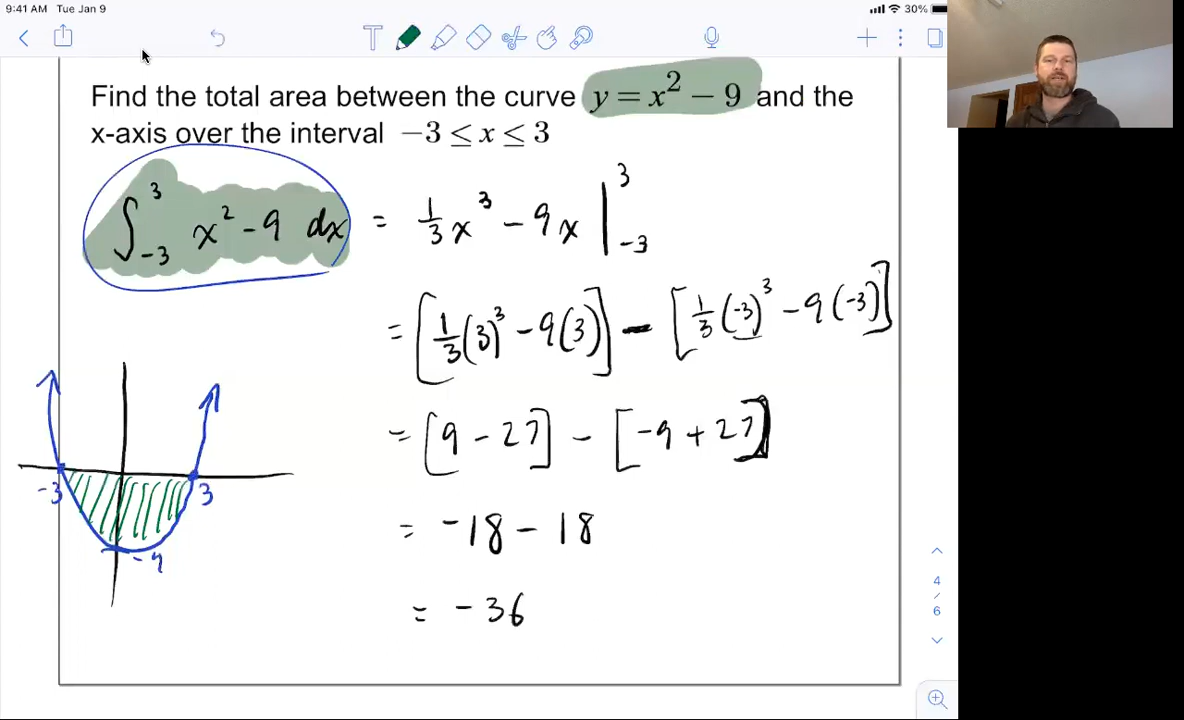 9:41 AM Tue Jan 9
30%
T
Find the total area between the curve y = x² − 9 and the
x-axis over the interval −3 ≤ x ≤ 3
∫₋₃³ x² − 9 dx = ⅓x³ − 9x |₋₃³
= [⅓(3)³ − 9(3)] − [⅓(−3)³ − 9(−3)]
= [9 − 27] − [−9 + 27]
-3
3
-9
= -18 − 18
= -36
4
/
6